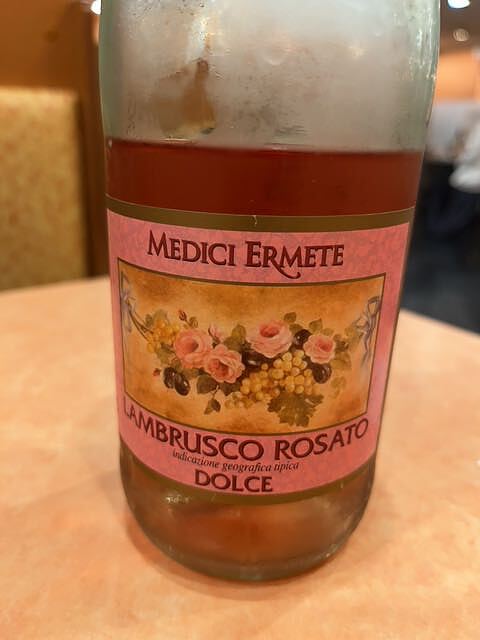 MEDICI ERMETE
LAMBRUSCO ROSATO
indicazione geografica tipica
DOLCE